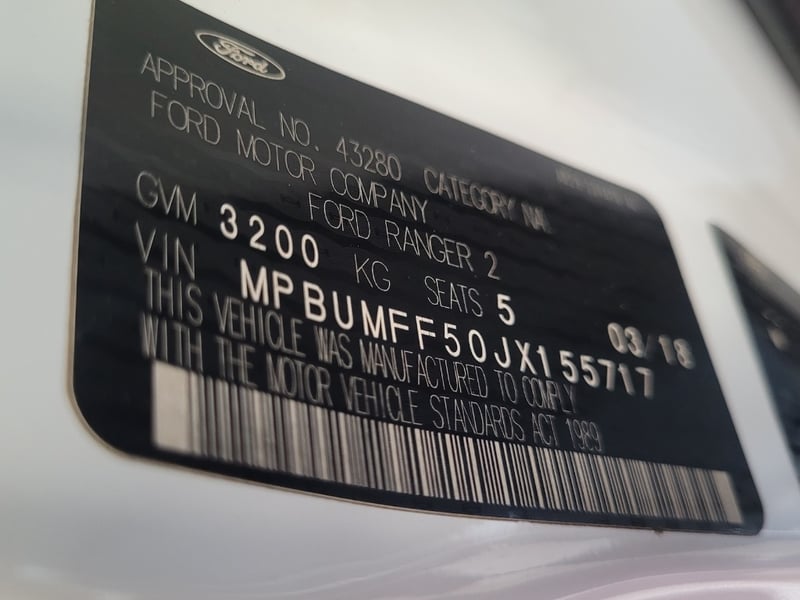 Ford
APPROVAL NO. 43280 CATEGORY NA
FORD MOTOR COMPANY
FORD RANGER 2
GVM 3200 KG SEATS 5 03/18
VIN MPBUMFF50JX155717
THIS VEHICLE WAS MANUFACTURED TO COMPLY
WITH THE MOTOR VEHICLE STANDARDS ACT 1989